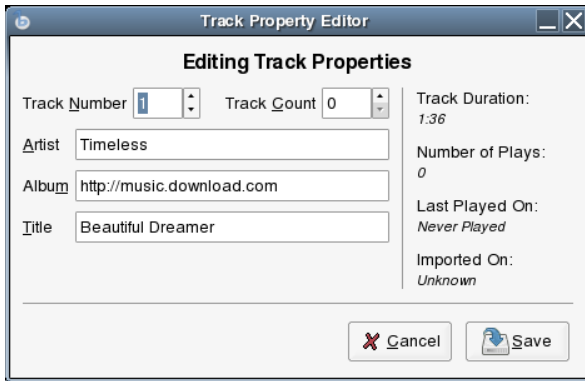 Track Property Editor
Editing Track Properties
Track Number 1 Track Count 0
Artist Timeless
Album http://music.download.com
Title Beautiful Dreamer
Track Duration:
1:36
Number of Plays:
0
Last Played On:
Never Played
Imported On:
Unknown
Cancel Save